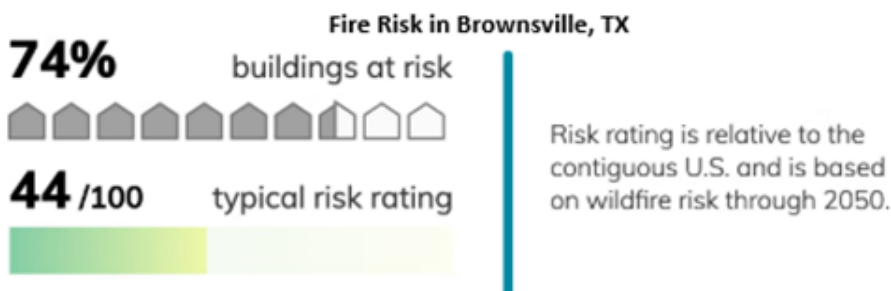 Fire Risk in Brownsville, TX
74% buildings at risk
44 /100 typical risk rating
Risk rating is relative to the
contiguous U.S. and is based
on wildfire risk through 2050.